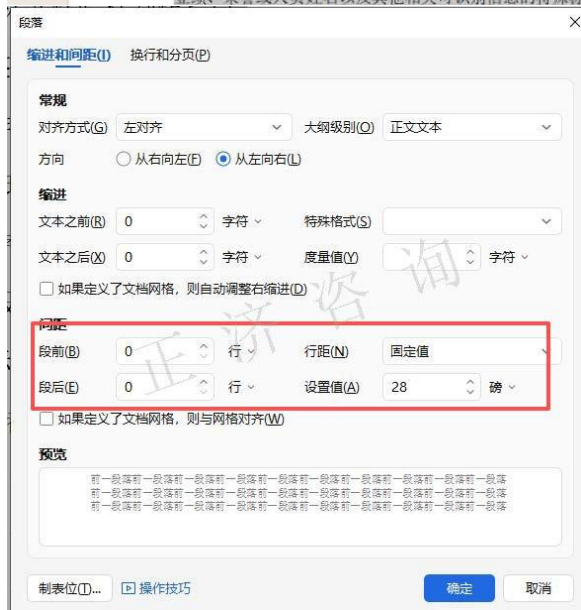 段落
缩进和间距(I) 换行和分页(P)
常规
对齐方式(G) 左对齐 大纲级别(O) 正文文本
方向 从右向左(F) 从左向右(L)
缩进
文本之前(R) 0 字符 特殊格式(S)
文本之后(X) 0 字符 度量值(Y) 字符
如果定义了文档网格，则自动调整右缩进(D)
间距
段前(B) 0 行 行距(N) 固定值
段后(E) 0 行 设置值(A) 28 磅
如果定义了文档网格，则与网格对齐(W)
预览
前一段落前一段落前一段落前一段落前一段落前一段落前一段落前一段落前一段落
前一段落前一段落前一段落前一段落前一段落前一段落前一段落前一段落前一段落
前一段落前一段落前一段落前一段落前一段落前一段落前一段落前一段落前一段落
制表位(T)... 操作技巧 确定 取消
正济咨询